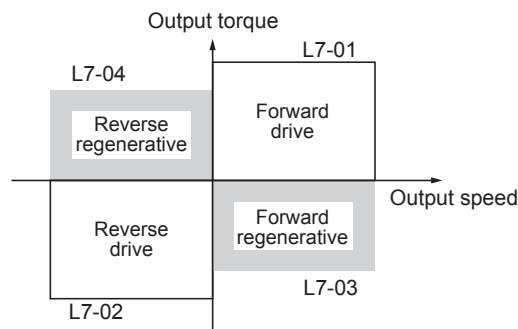 Output torque
L7-04
L7-01
Reverse
regenerative
Forward
drive
Output speed
Reverse
drive
Forward
regenerative
L7-02
L7-03